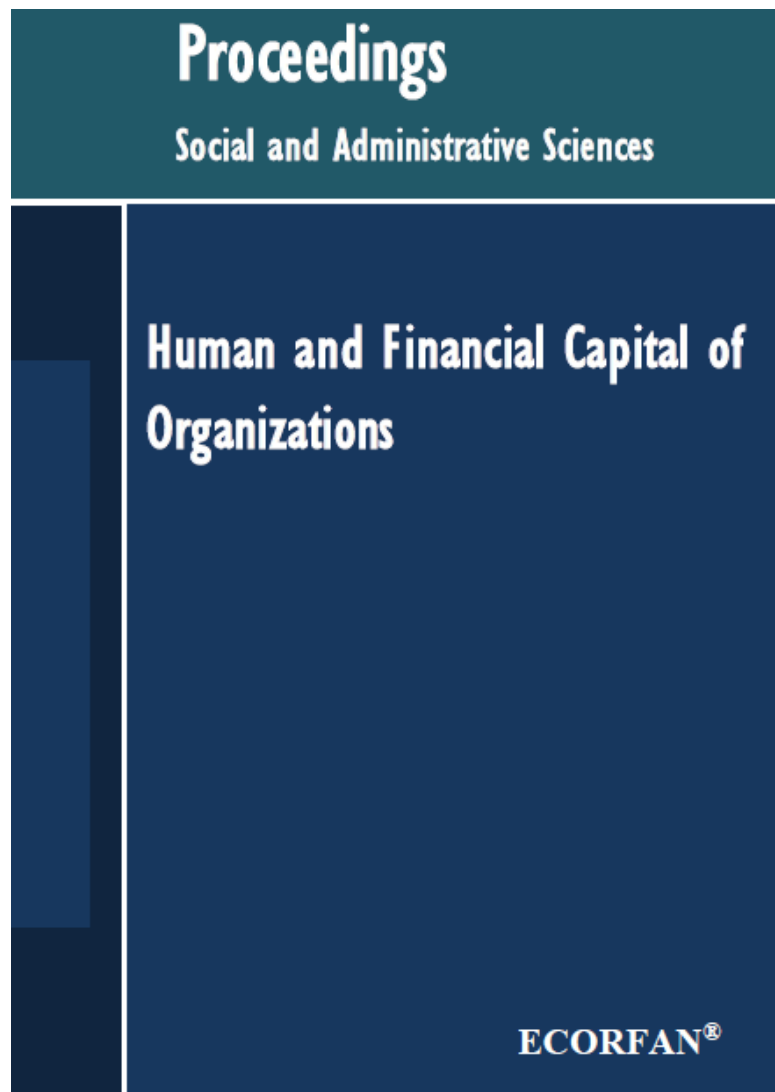 Proceedings
Social and Administrative Sciences
Human and Financial Capital of
Organizations
ECORFAN®